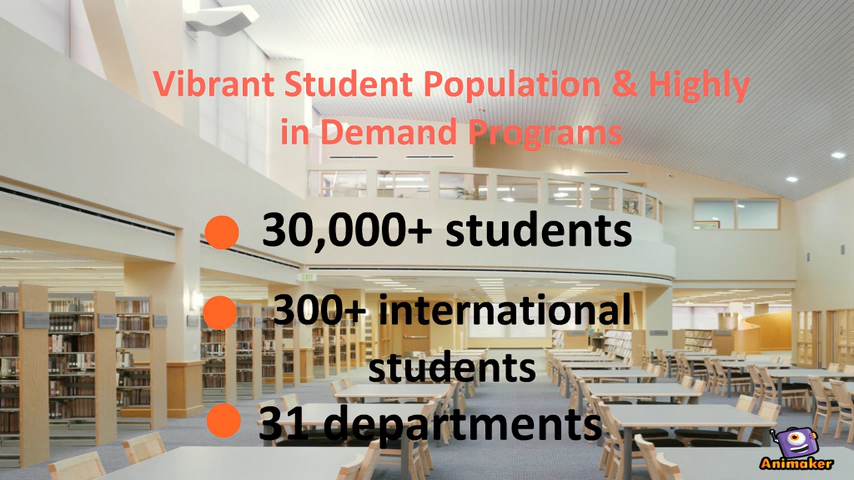 Vibrant Student Population & Highly
in Demand Programs
30,000+ students
300+ international
students
31 departments
Animaker